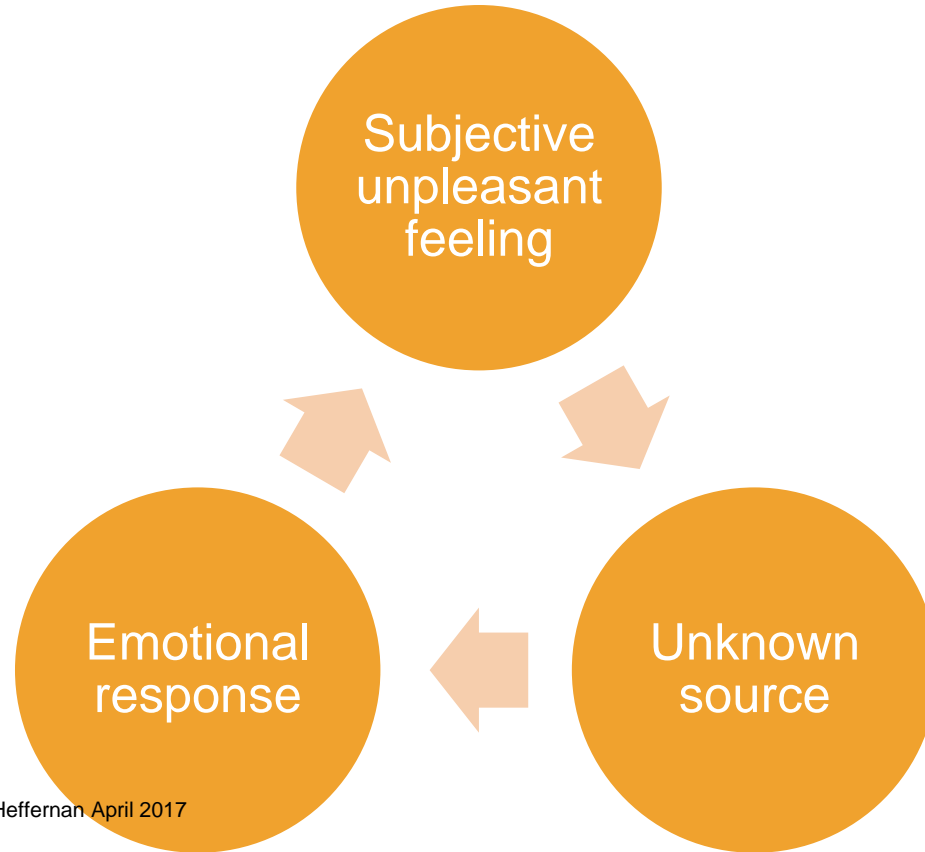 Subjective
unpleasant
feeling
Emotional
response
Unknown
source
Heffernan April 2017